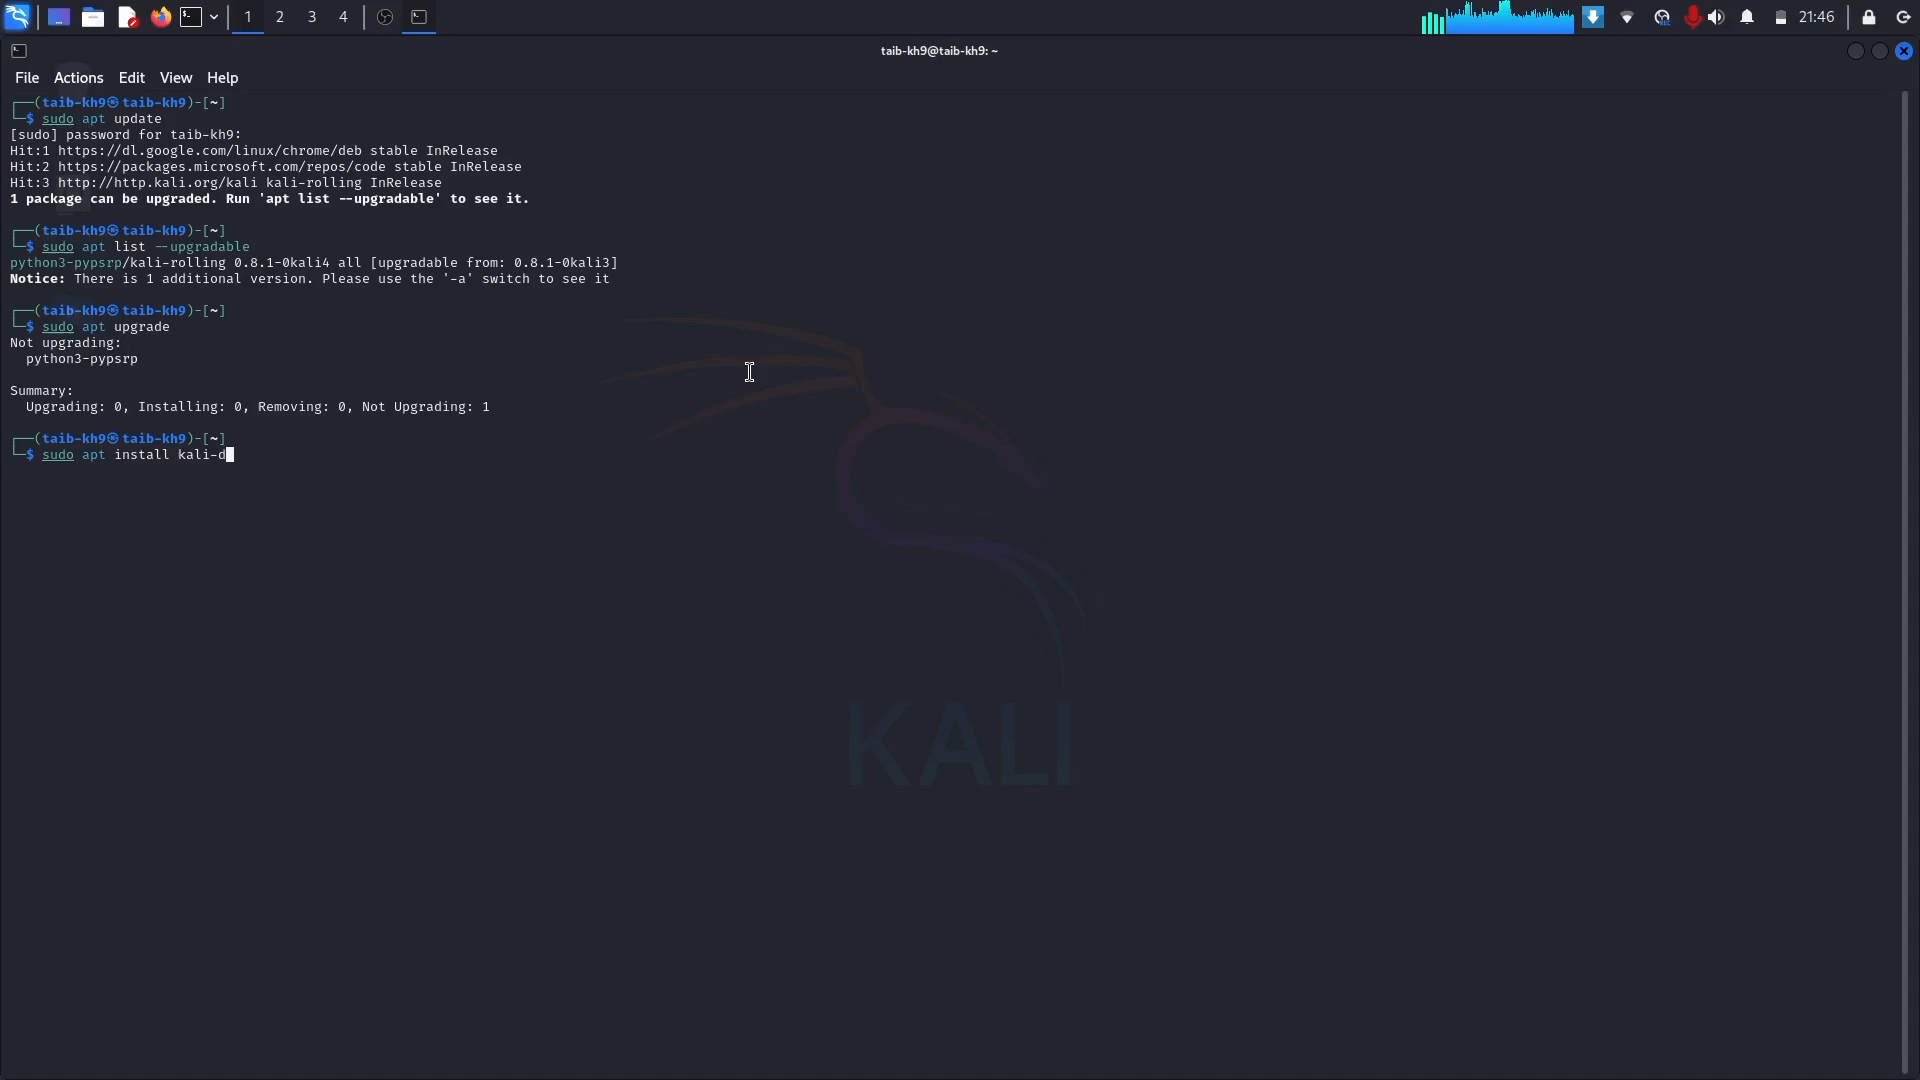 1 2 3 4 21:46
taib-kh9@taib-kh9: ~
File Actions Edit View Help
┌──(taib-kh9㉿taib-kh9)-[~]
└─$ sudo apt update
[sudo] password for taib-kh9:
Hit:1 https://dl.google.com/linux/chrome/deb stable InRelease
Hit:2 https://packages.microsoft.com/repos/code stable InRelease
Hit:3 http://http.kali.org/kali kali-rolling InRelease
1 package can be upgraded. Run 'apt list --upgradable' to see it.
┌──(taib-kh9㉿taib-kh9)-[~]
└─$ sudo apt list --upgradable
python3-pypsrp/kali-rolling 0.8.1-0kali4 all [upgradable from: 0.8.1-0kali3]
Notice: There is 1 additional version. Please use the '-a' switch to see it
┌──(taib-kh9㉿taib-kh9)-[~]
└─$ sudo apt upgrade
Not upgrading:
python3-pypsrp
Summary:
Upgrading: 0, Installing: 0, Removing: 0, Not Upgrading: 1
┌──(taib-kh9㉿taib-kh9)-[~]
└─$ sudo apt install kali-d
KALI